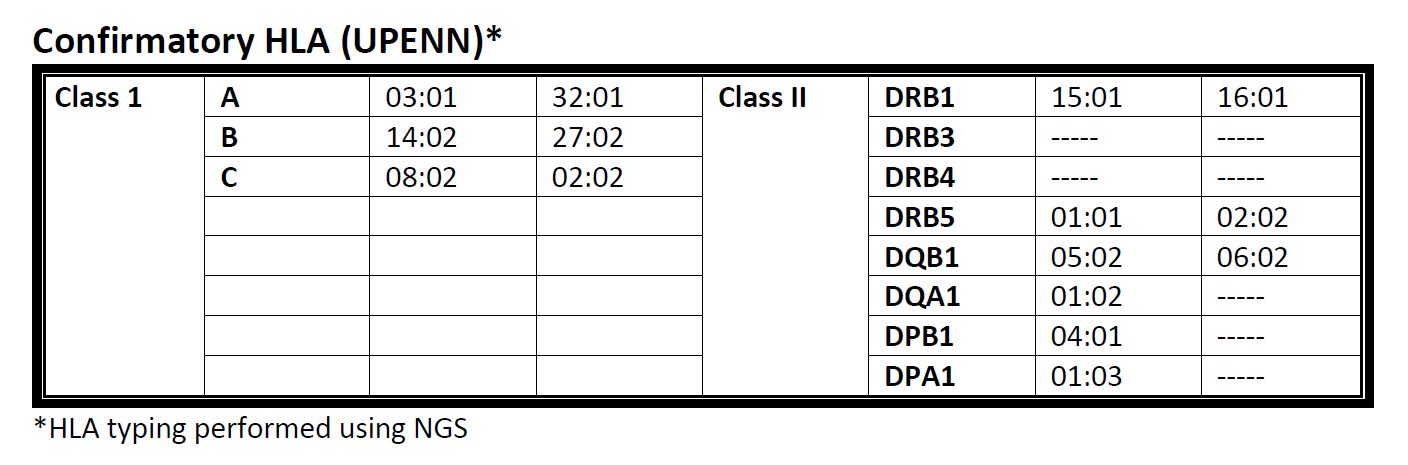 Confirmatory HLA (UPENN)*
Class 1 A 03:01 32:01 Class II DRB1 15:01 16:01
B 14:02 27:02 DRB3 ----- -----
C 08:02 02:02 DRB4 ----- -----
DRB5 01:01 02:02
DQB1 05:02 06:02
DQA1 01:02 -----
DPB1 04:01 -----
DPA1 01:03 -----
*HLA typing performed using NGS